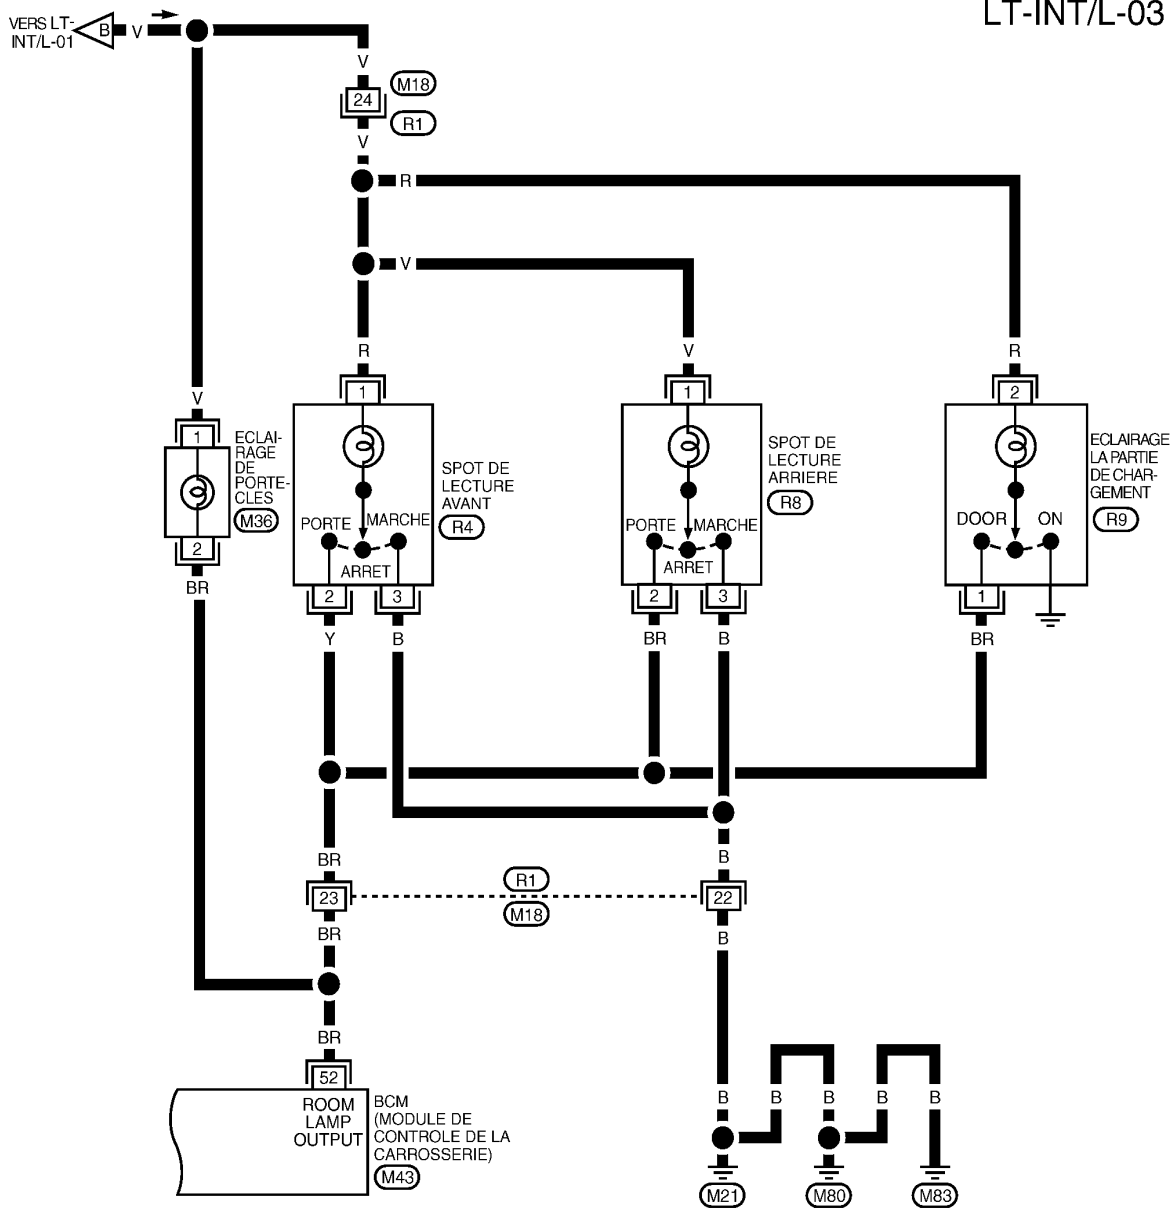 LT-INT/L-03
VERS LT-
INT/L-01
B
V
V
24
M18
R1
V
R
V
V
R
V
R
1
1
1
2
ECLAI-
RAGE
DE
PORTE-
CLES
M36
2
BR
SPOT DE
LECTURE
AVANT
R4
PORTE
MARCHE
ARRET
2
3
Y
B
SPOT DE
LECTURE
ARRIERE
R8
PORTE
MARCHE
ARRET
2
3
BR
B
ECLAIRAGE
LA PARTIE
DE CHAR-
GEMENT
R9
DOOR
ON
1
BR
BR
B
23
R1
M18
22
BR
B
BR
52
ROOM
LAMP
OUTPUT
BCM
(MODULE DE
CONTROLE DE LA
CARROSSERIE)
M43
B
B
B
B
B
M21
M80
M83